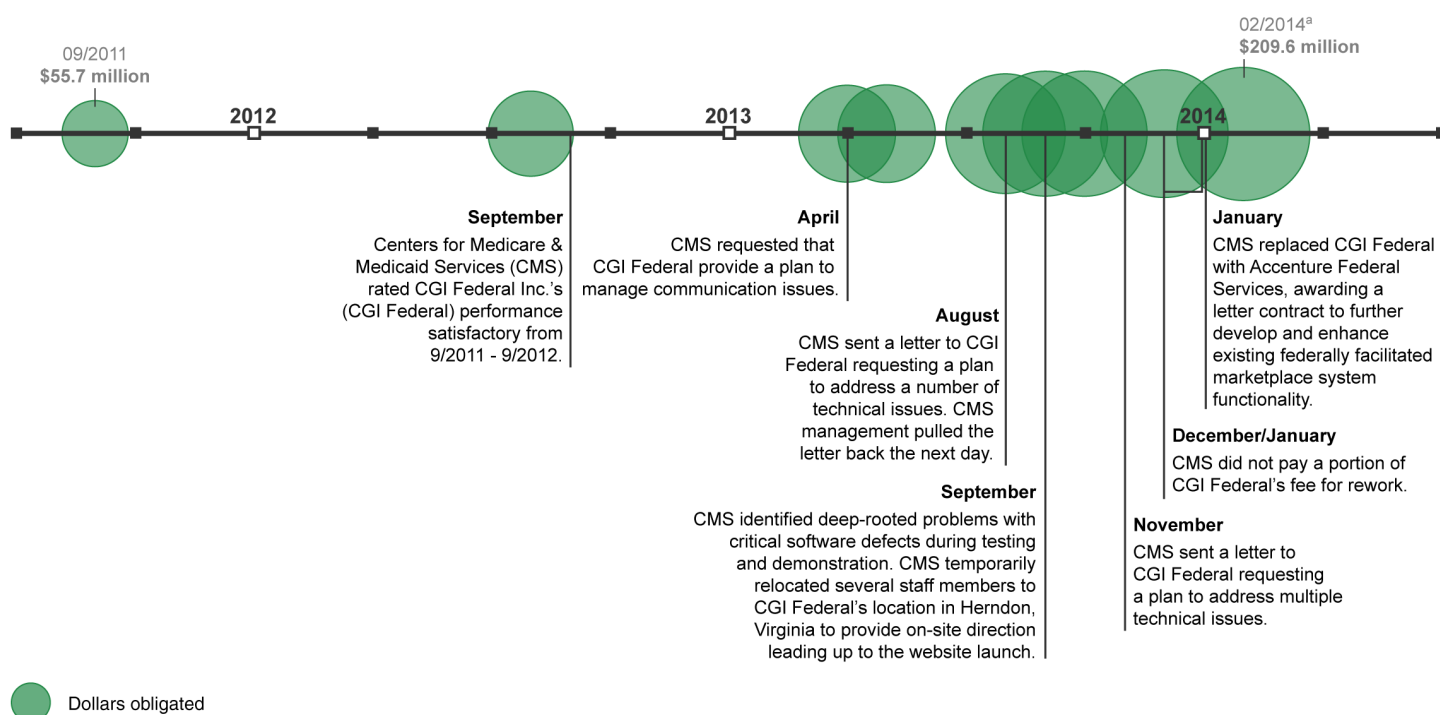 09/2011
$55.7 million
02/2014ª
$209.6 million
2012
2013
2014
September
Centers for Medicare &
Medicaid Services (CMS)
rated CGI Federal Inc.’s
(CGI Federal) performance
satisfactory from
9/2011 - 9/2012.
April
CMS requested that
CGI Federal provide a plan to
manage communication issues.
August
CMS sent a letter to CGI
Federal requesting a plan
to address a number of
technical issues. CMS
management pulled the
letter back the next day.
September
CMS identified deep-rooted problems with
critical software defects during testing
and demonstration. CMS temporarily
relocated several staff members to
CGI Federal’s location in Herndon,
Virginia to provide on-site direction
leading up to the website launch.
January
CMS replaced CGI Federal
with Accenture Federal
Services, awarding a
letter contract to further
develop and enhance
existing federally facilitated
marketplace system
functionality.
December/January
CMS did not pay a portion of
CGI Federal’s fee for rework.
November
CMS sent a letter to
CGI Federal requesting
a plan to address multiple
technical issues.
Dollars obligated